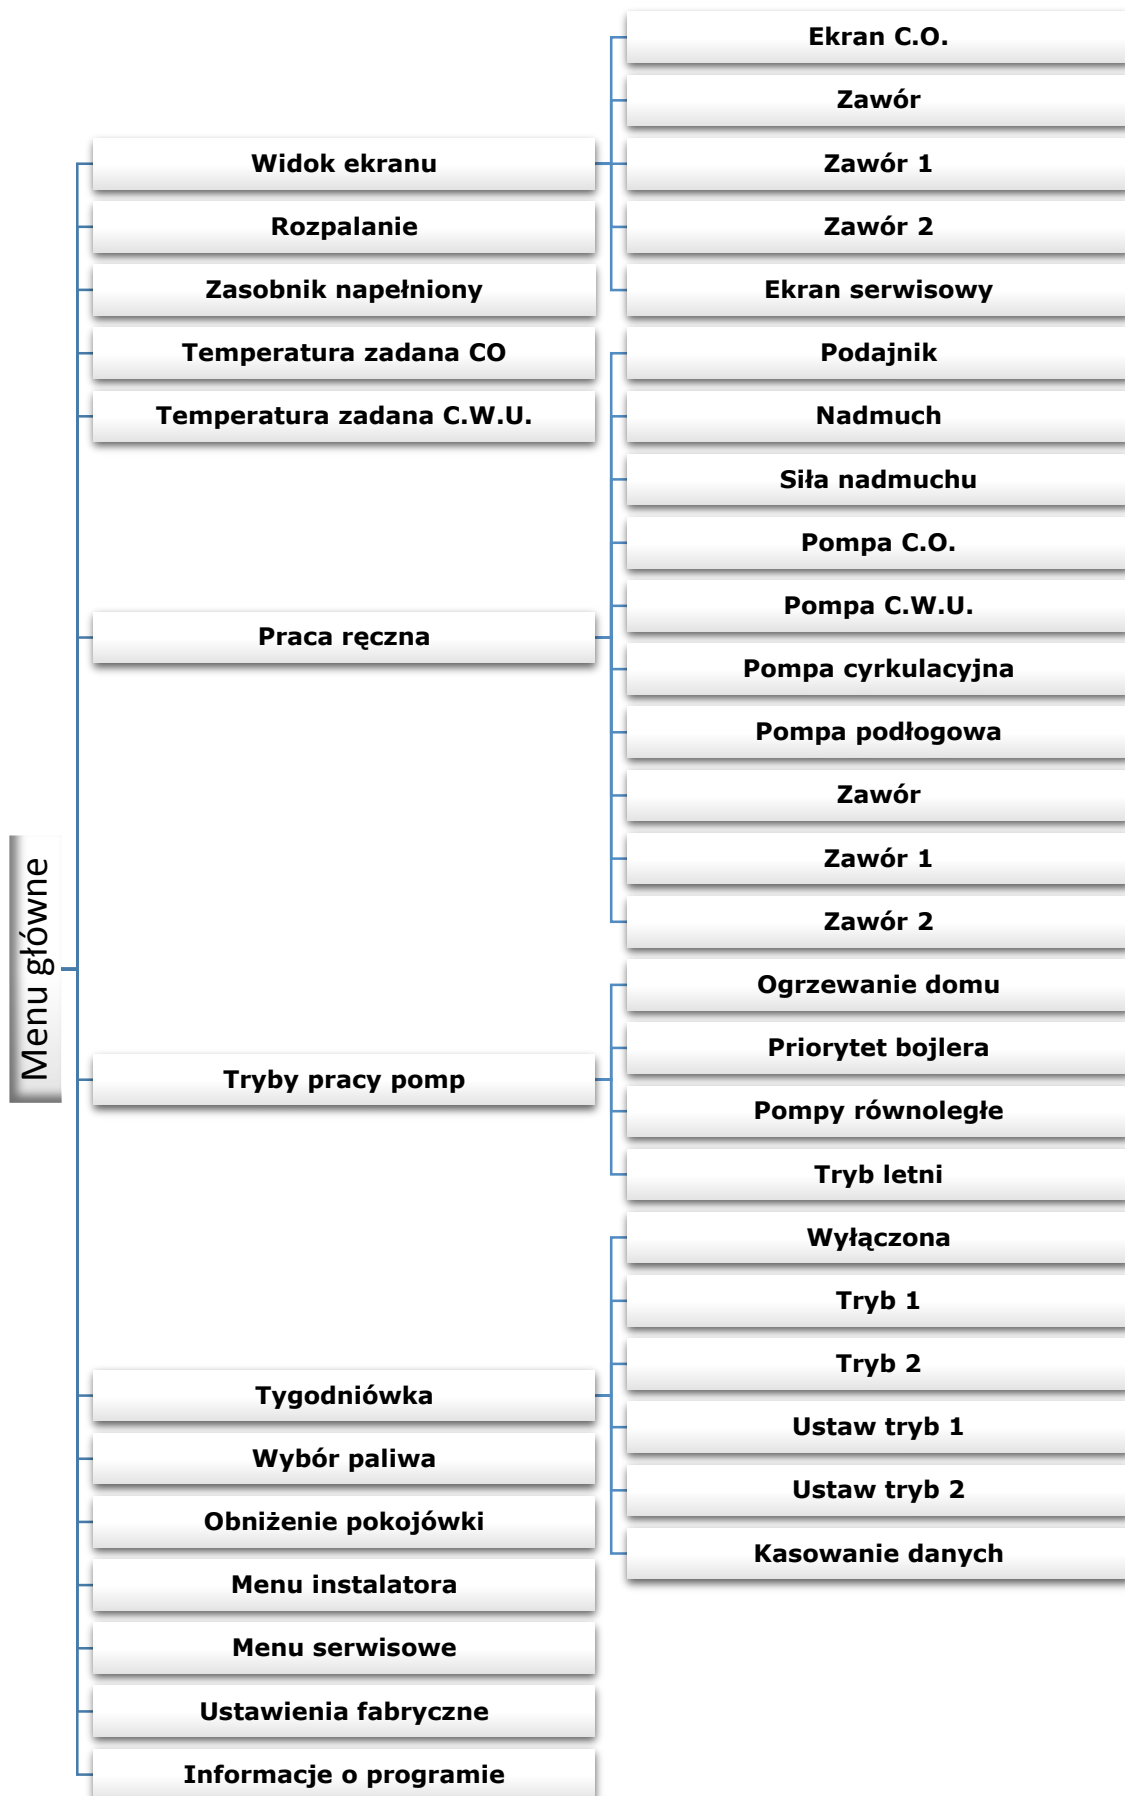 Menu główne
Widok ekranu
Ekran C.O.
Zawór
Zawór 1
Zawór 2
Ekran serwisowy
Rozpalanie
Zasobnik napełniony
Temperatura zadana CO
Temperatura zadana C.W.U.
Praca ręczna
Podajnik
Nadmuch
Siła nadmuchu
Pompa C.O.
Pompa C.W.U.
Pompa cyrkulacyjna
Pompa podłogowa
Zawór
Zawór 1
Zawór 2
Tryby pracy pomp
Ogrzewanie domu
Priorytet bojlera
Pompy równoległe
Tryb letni
Tygodniówka
Wyłączona
Tryb 1
Tryb 2
Ustaw tryb 1
Ustaw tryb 2
Kasowanie danych
Wybór paliwa
Obniżenie pokojówki
Menu instalatora
Menu serwisowe
Ustawienia fabryczne
Informacje o programie